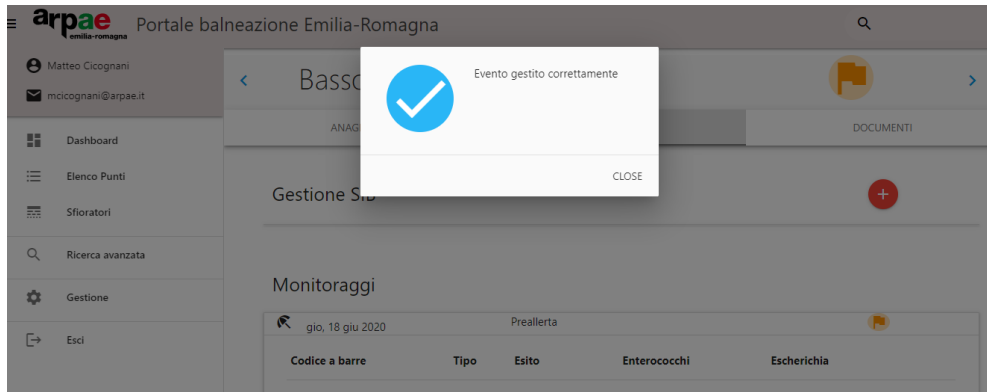 arpae
emilia-romagna
Portale balneazione Emilia-Romagna
Matteo Cicognani
mcicognani@arpae.it
Dashboard
Elenco Punti
Sfioratori
Ricerca avanzata
Gestione
Esci
Evento gestito correttamente
CLOSE
DOCUMENTI
Gestione
Monitoraggi
gio, 18 giu 2020 Preallerta
Codice a barre Tipo Esito Enterococchi Escherichia